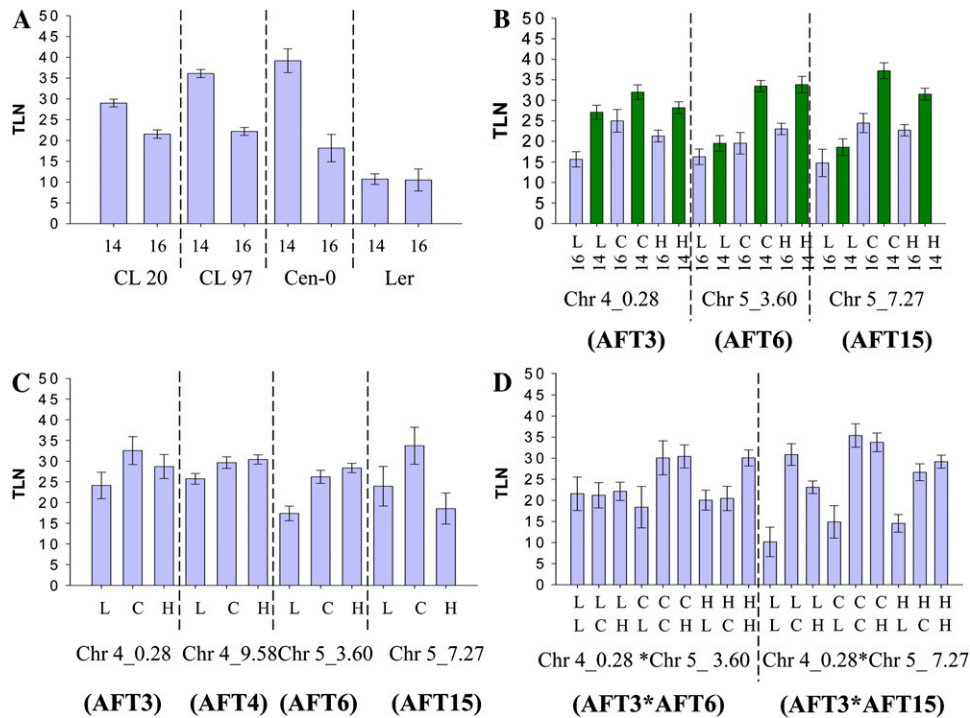 A
50
45
40
35
30
25
20
15
10
5
0
TLN
14 16 14 16 14 16 14 16
CL 20 CL 97 Cen-0 Ler
B
50
45
40
35
30
25
20
15
10
5
0
TLN
L L C C H H L L C C H H L L C C H H
16 14 16 14 16 14 16 14 16 14 16 14 16 14 16 14 16 14
Chr 4_0.28 Chr 5_3.60 Chr 5_7.27
(AFT3) (AFT6) (AFT15)
C
50
45
40
35
30
25
20
15
10
5
0
TLN
L C H L C H L C H L C H
Chr 4_0.28 Chr 4_9.58 Chr 5_3.60 Chr 5_7.27
(AFT3) (AFT4) (AFT6) (AFT15)
D
50
45
40
35
30
25
20
15
10
5
0
TLN
L L L C C C H H H L L L C C C H H H
L C H L C H L C H L C H L C H L C H
Chr 4_0.28 *Chr 5_ 3.60 Chr 4_0.28*Chr 5_7.27
(AFT3*AFT6) (AFT3*AFT15)